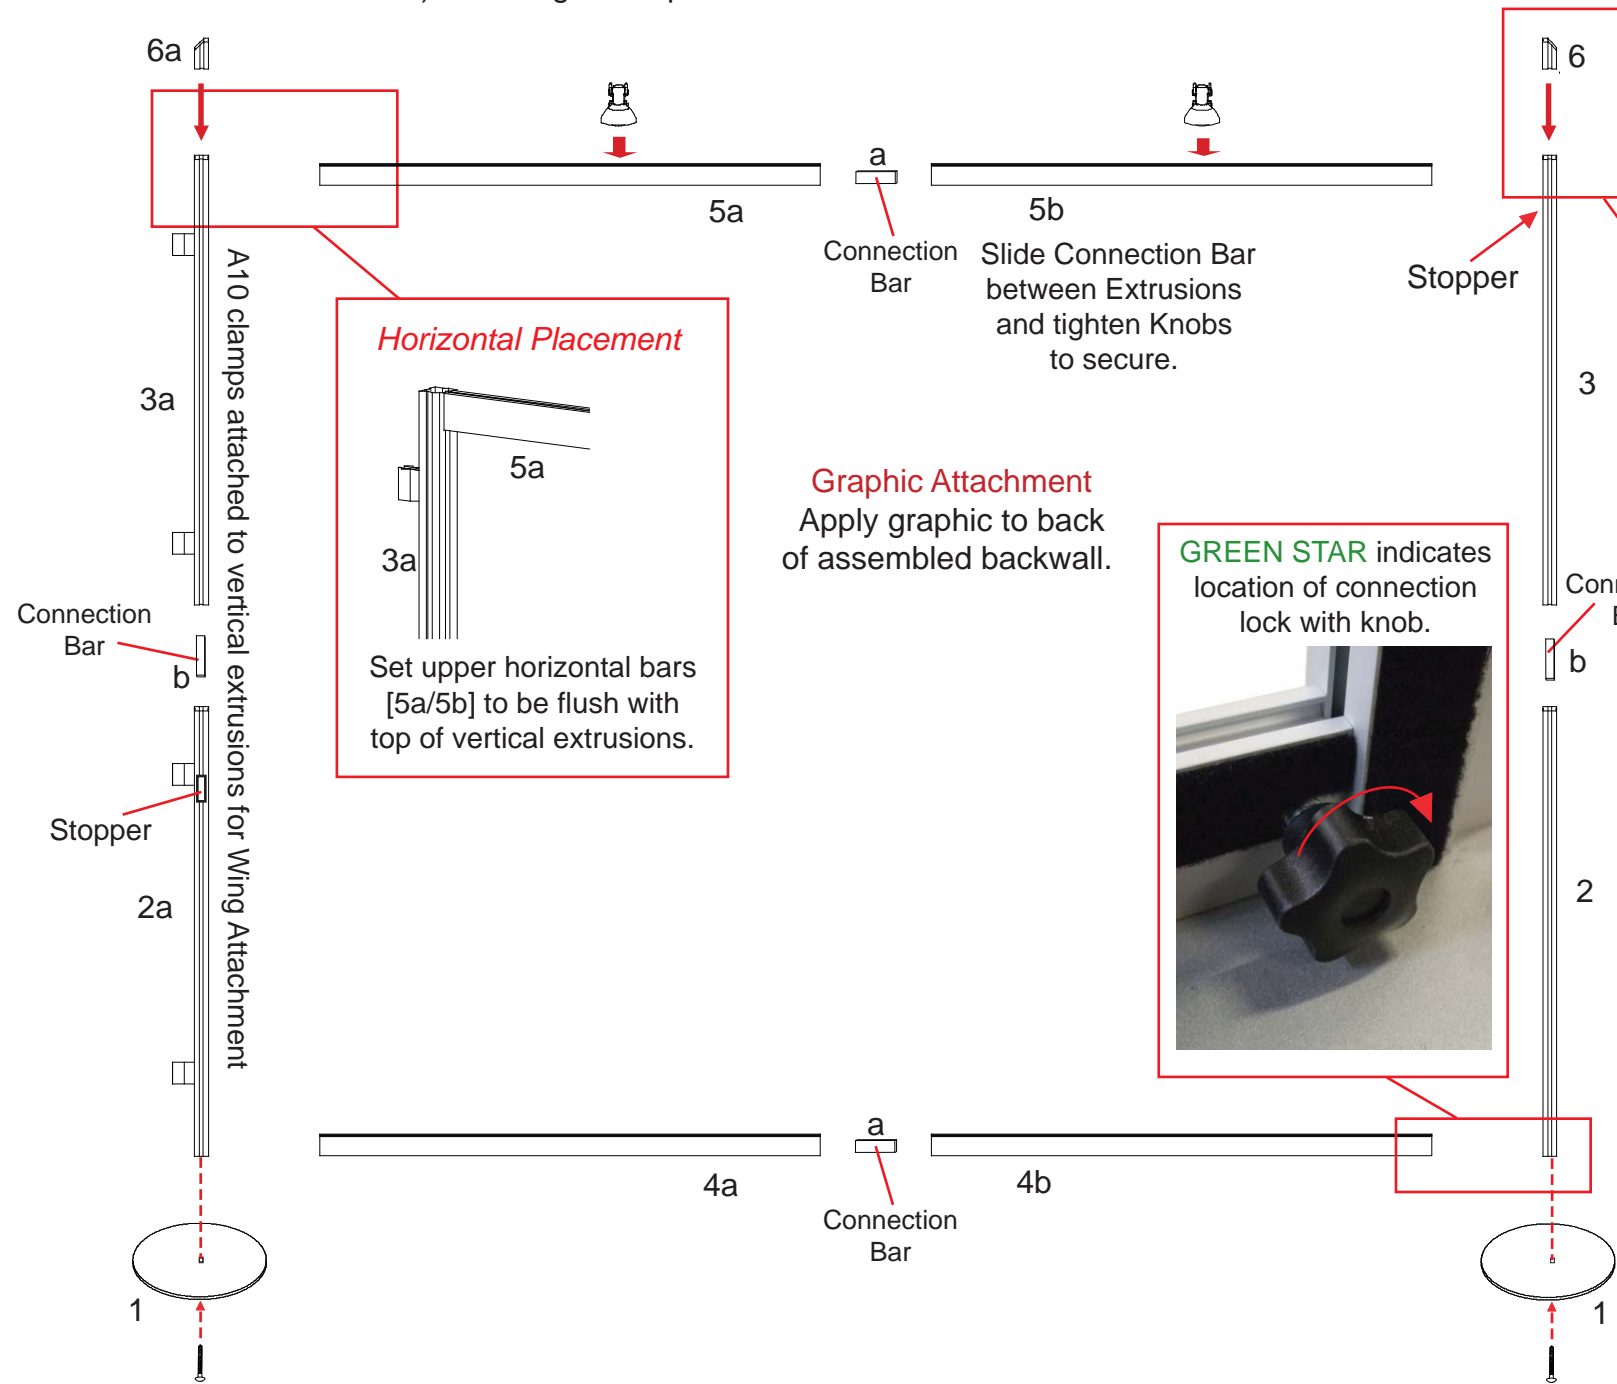 6a
6
a
5a
5b
Connection
Bar
Slide Connection Bar
between Extrusions
and tighten Knobs
to secure.
Stopper
A10 clamps attached to vertical extrusions for Wing Attachment
Horizontal Placement
3a
3
5a
3a
Set upper horizontal bars
[5a/5b] to be flush with
top of vertical extrusions.
Graphic Attachment
Apply graphic to back
of assembled backwall.
GREEN STAR indicates
location of connection
lock with knob.
Connection
Bar
b
b
Stopper
2a
2
a
4a
4b
Connection
Bar
1
1